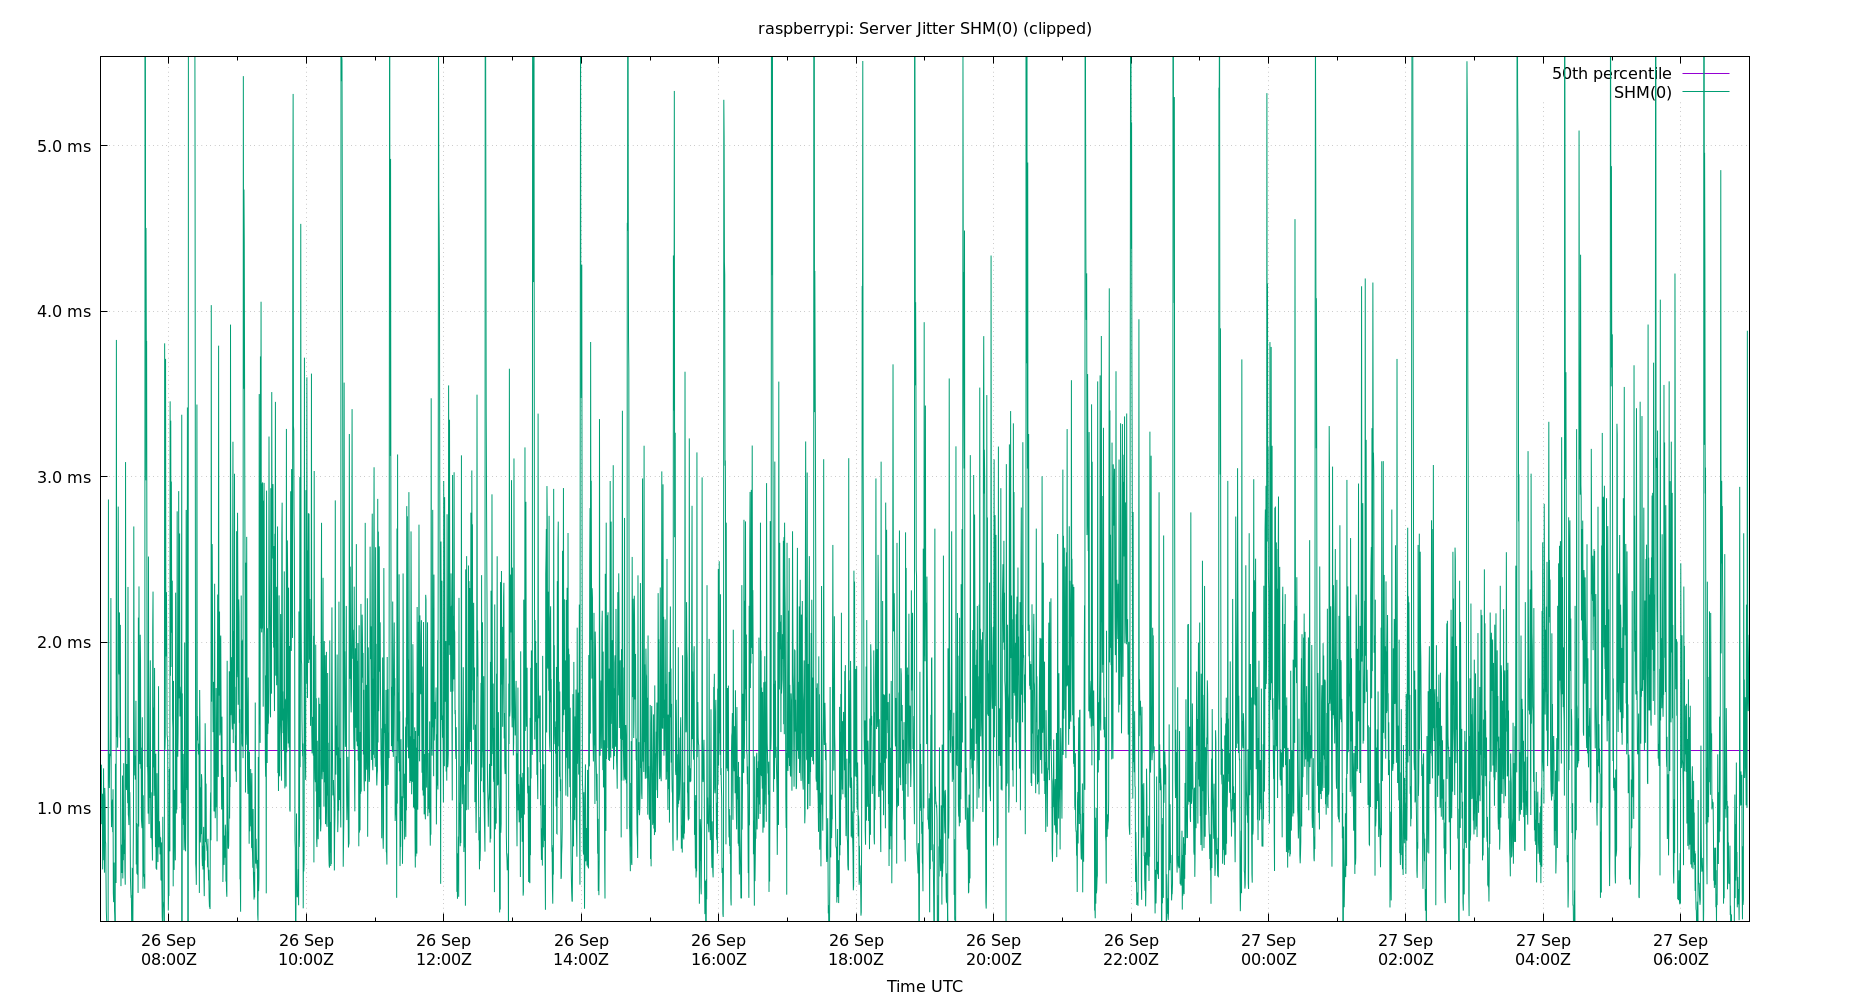 raspberrypi: Server Jitter SHM(0) (clipped)
50th percentile
SHM(0)
5.0 ms
4.0 ms
3.0 ms
2.0 ms
1.0 ms
26 Sep 26 Sep 26 Sep 26 Sep 26 Sep 26 Sep 26 Sep 26 Sep 27 Sep 27 Sep 27 Sep 27 Sep
08:00Z 10:00Z 12:00Z 14:00Z 16:00Z 18:00Z 20:00Z 22:00Z 00:00Z 02:00Z 04:00Z 06:00Z
Time UTC